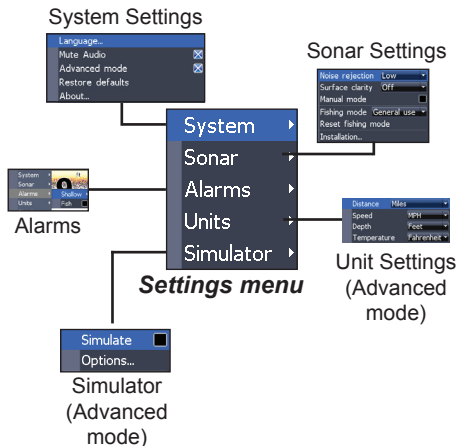 System Settings
Language...
Mute Audio
Advanced mode
Restore defaults
About...
Sonar Settings
Noise rejection Low
Surface clarity Off
Manual mode
Fishing mode General use
Reset fishing mode
Installation...
System
Sonar
Alarms
Units
Simulator
Settings menu
System
Sonar
Alarms Shallow
Units Fish
Alarms
Distance Miles
Speed MPH
Depth Feet
Temperature Fahrenheit
Unit Settings
(Advanced
mode)
Simulate
Options...
Simulator
(Advanced
mode)